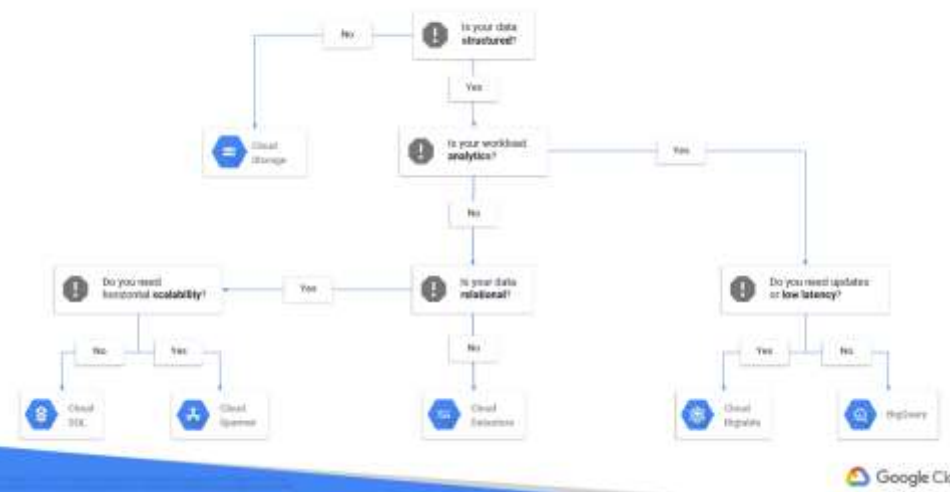 Is your data
structured?
No
Yes
Cloud
Storage
Is your workload
analytics?
Yes
No
Do you need
horizontal scalability?
Yes
Is your data
relational?
Do you need updates
or low latency?
No
Yes
No
Yes
No
Cloud
SQL
Cloud
Spanner
Cloud
Datastore
Cloud
Bigtable
BigQuery
Google Cl